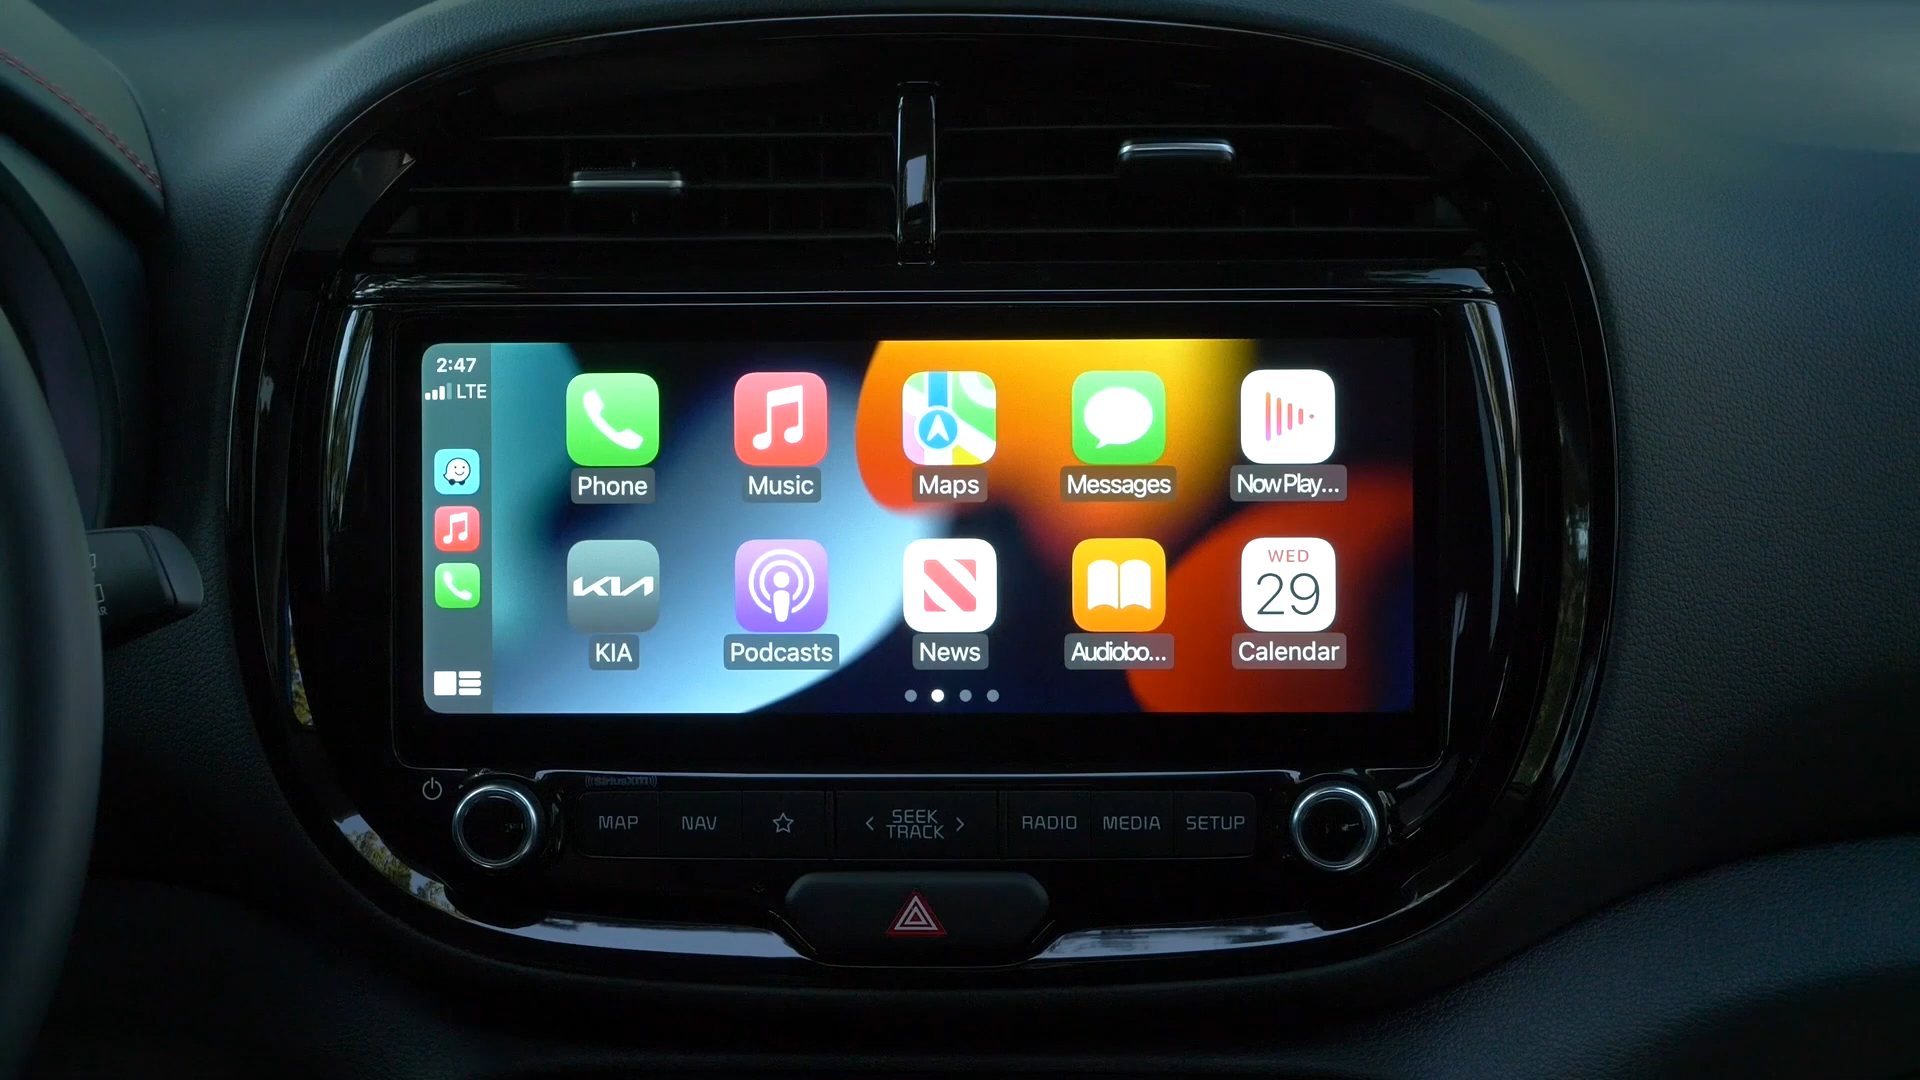 2:47
LTE
Phone
Music
Maps
Messages
Now Play...
KIA
Podcasts
News
Audiobo...
WED
29
Calendar
((SiriusXM))
MAP
NAV
SEEK
TRACK
RADIO
MEDIA
SETUP